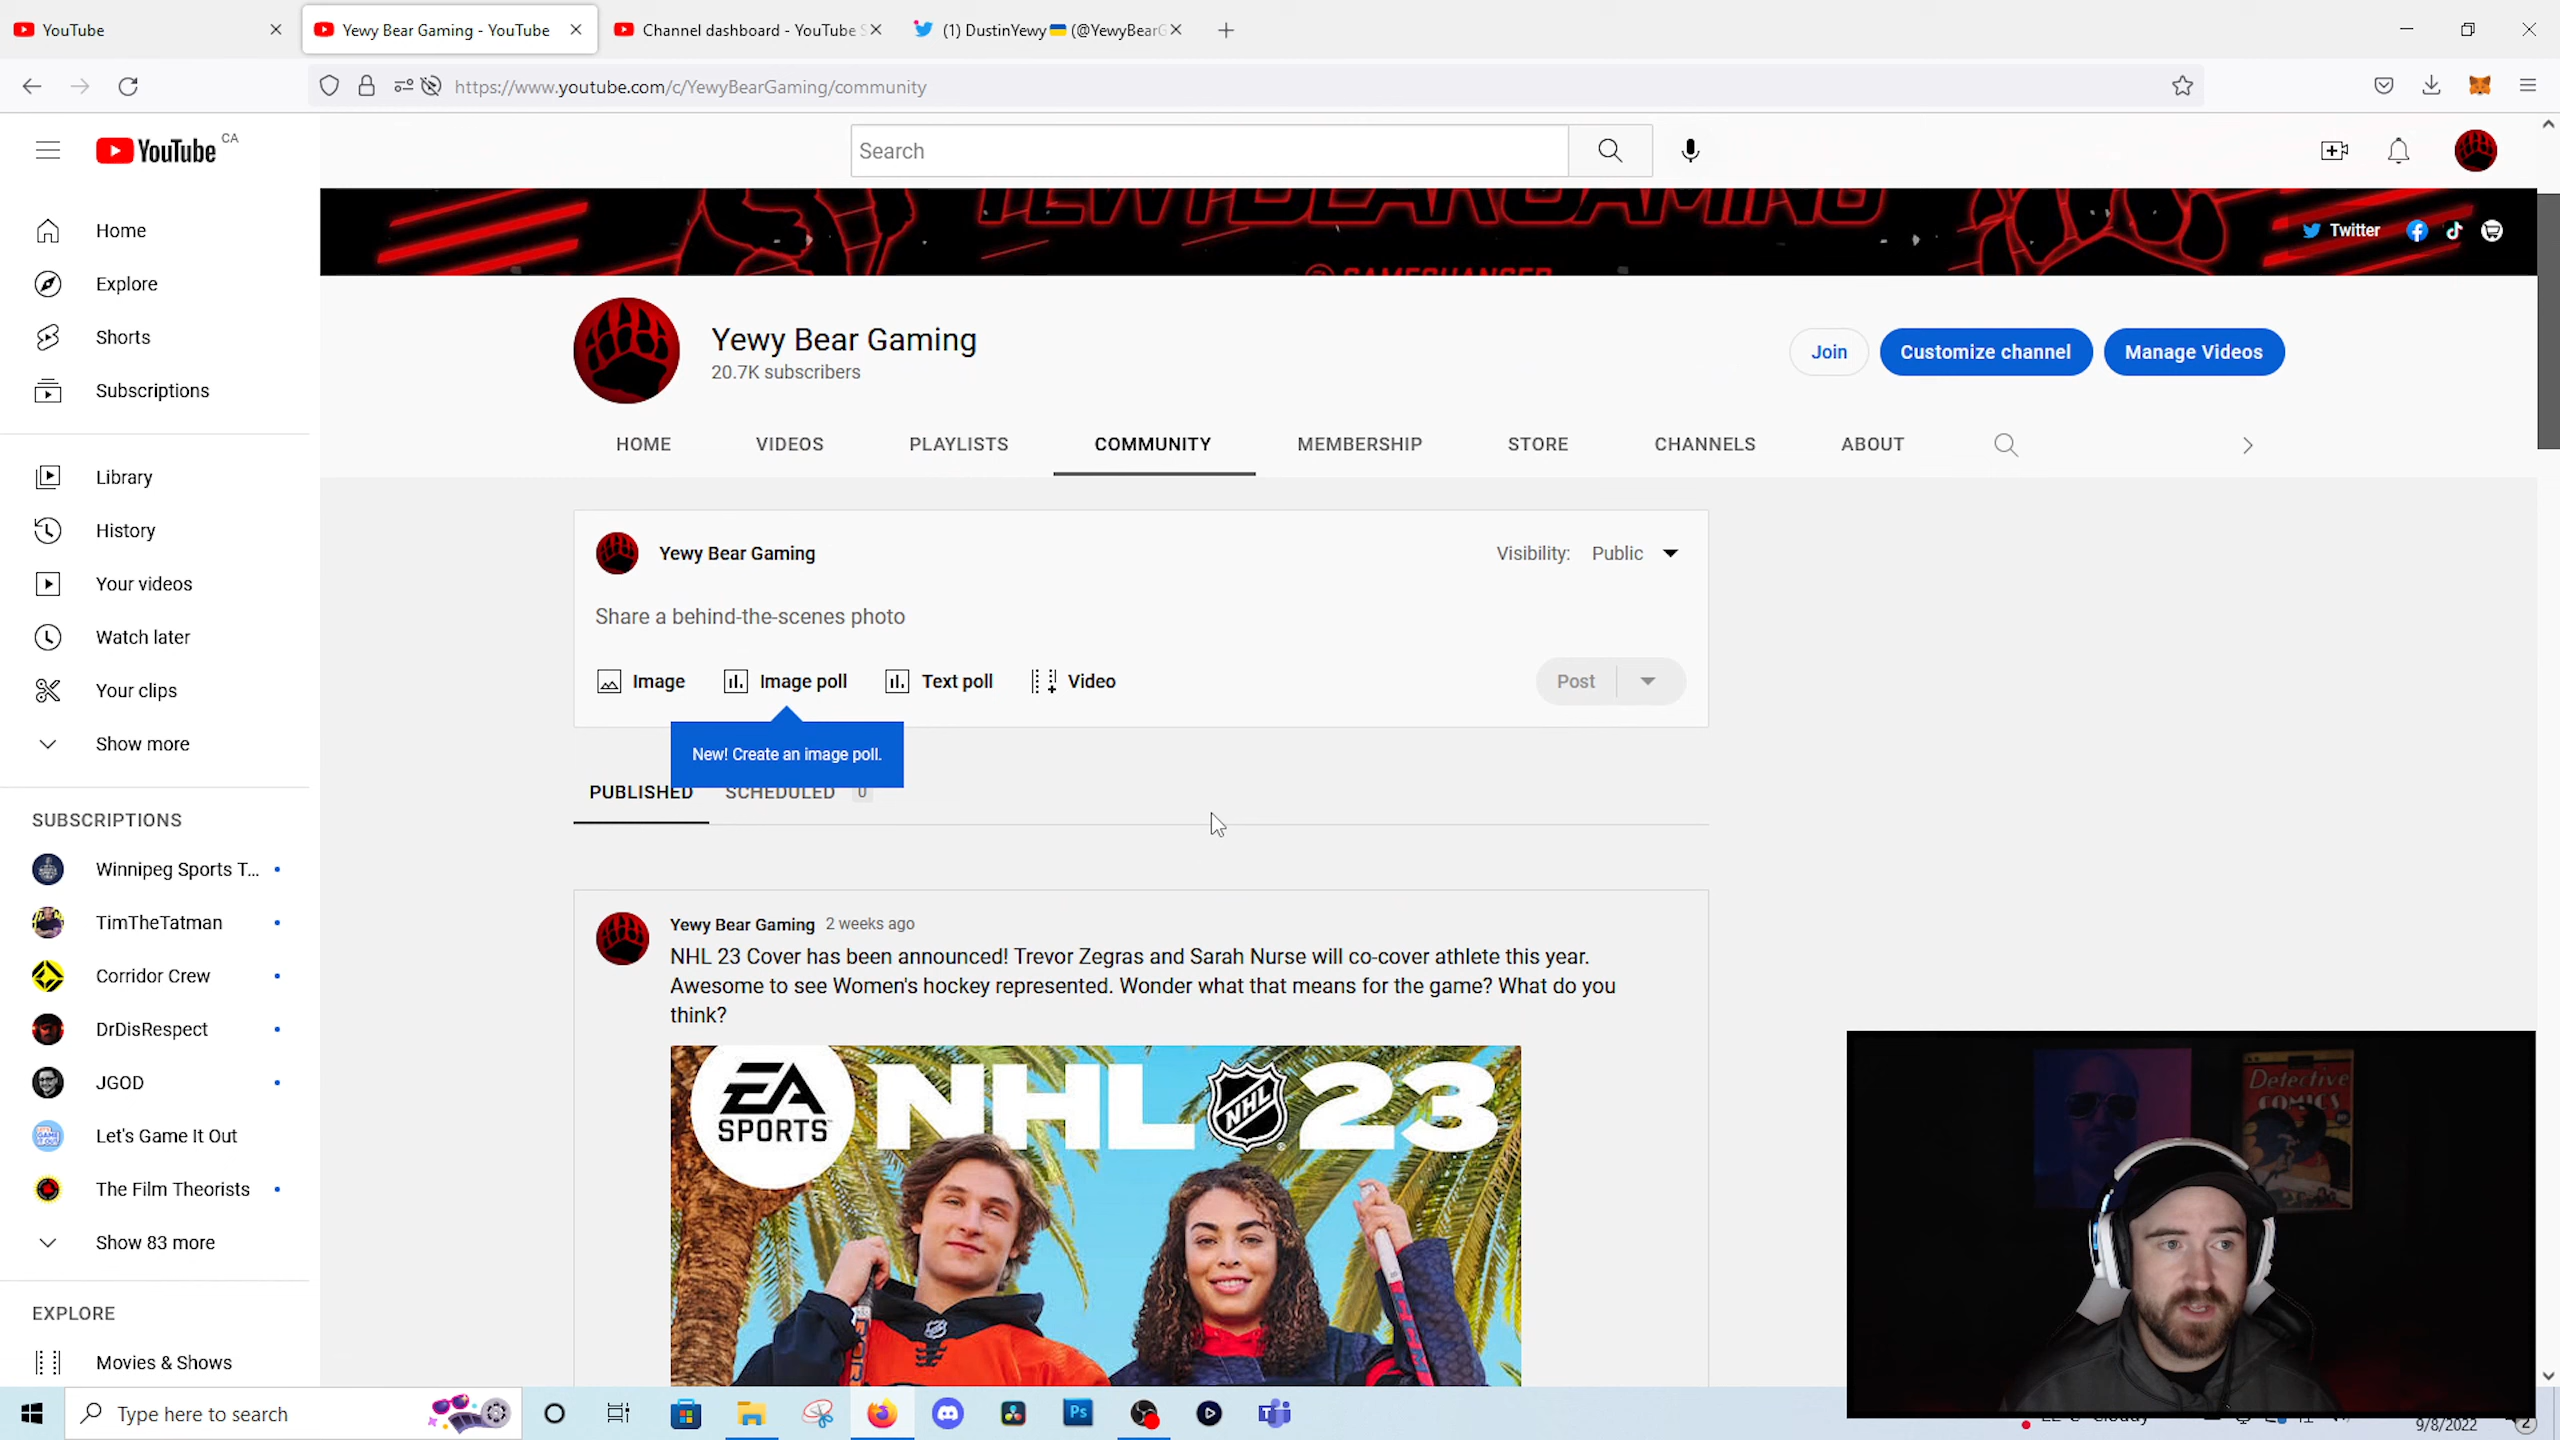 YouTube
Yewy Bear Gaming - YouTube
Channel dashboard - YouTube S
(1) DustinYewy (@YewyBearG
https://www.youtube.com/c/YewyBearGaming/community
YouTube CA
Search
YEWYBEARGAMING
Twitter
Home
Explore
Shorts
Subscriptions
Library
History
Your videos
Watch later
Your clips
Show more
SUBSCRIPTIONS
Winnipeg Sports T...
TimTheTatman
Corridor Crew
DrDisRespect
JGOD
Let's Game It Out
The Film Theorists
Show 83 more
EXPLORE
Movies & Shows
Yewy Bear Gaming
20.7K subscribers
Join
Customize channel
Manage Videos
HOME
VIDEOS
PLAYLISTS
COMMUNITY
MEMBERSHIP
STORE
CHANNELS
ABOUT
Yewy Bear Gaming
Visibility: Public
Share a behind-the-scenes photo
Image
Image poll
Text poll
Video
Post
New! Create an image poll.
PUBLISHED
SCHEDULED 0
Yewy Bear Gaming 2 weeks ago
NHL 23 Cover has been announced! Trevor Zegras and Sarah Nurse will co-cover athlete this year.
Awesome to see Women's hockey represented. Wonder what that means for the game? What do you
think?
EA
SPORTS
NHL NHL 23
Detective
COMICS
Type here to search
Ps
9/8/2022
2